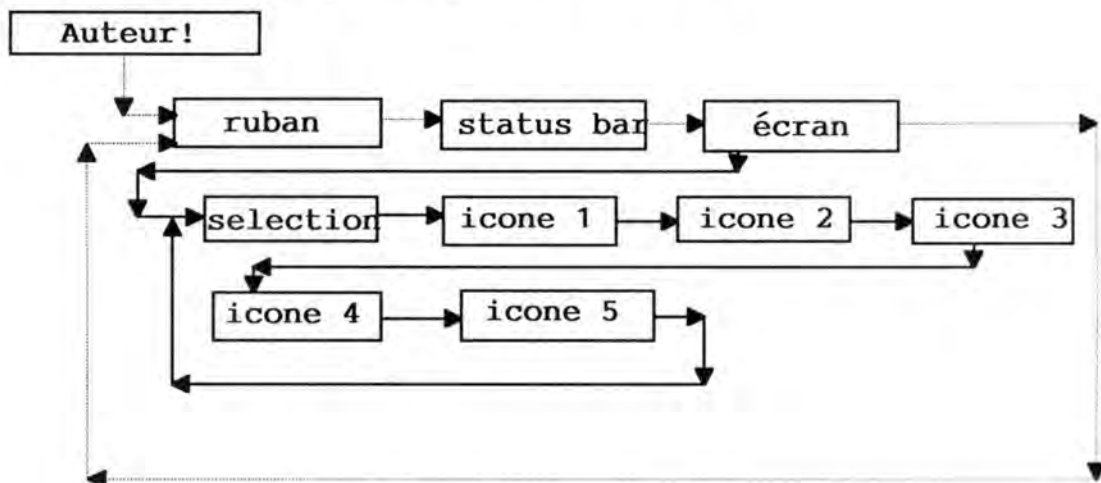 Auteur!
ruban
status bar
écran
selection
icone 1
icone 2
icone 3
icone 4
icone 5